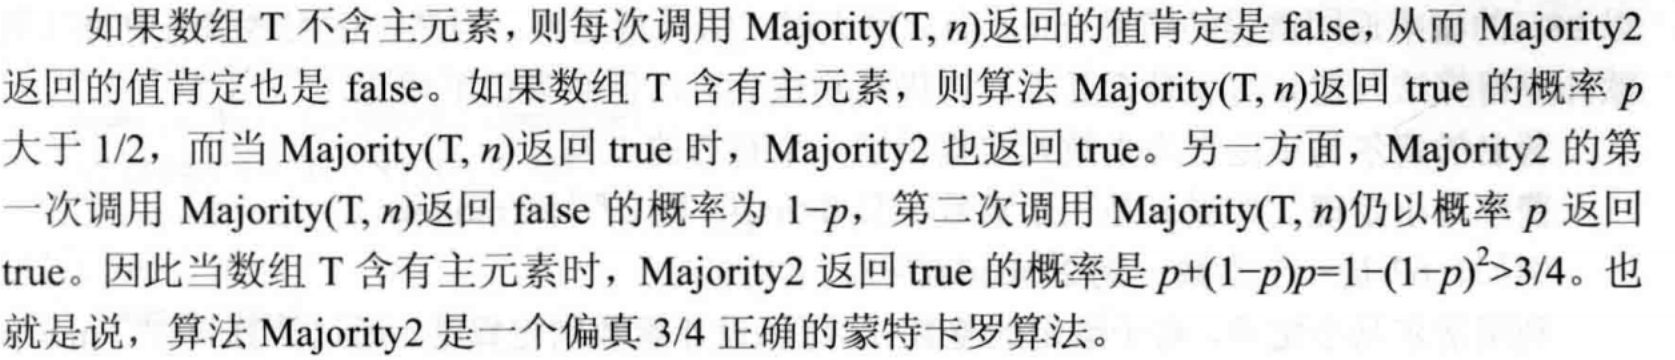 如果数组 T 不含主元素，则每次调用 Majority(T, n)返回的值肯定是 false，从而 Majority2
返回的值肯定也是 false。如果数组 T 含有主元素，则算法 Majority(T, n)返回 true 的概率 p
大于 1/2，而当 Majority(T, n)返回 true 时，Majority2 也返回 true。另一方面，Majority2 的第
一次调用 Majority(T, n)返回 false 的概率为 1−p，第二次调用 Majority(T, n)仍以概率 p 返回
true。因此当数组 T 含有主元素时，Majority2 返回 true 的概率是 p+(1−p)p=1−(1−p)²>3/4。也
就是说，算法 Majority2 是一个偏真 3/4 正确的蒙特卡罗算法。